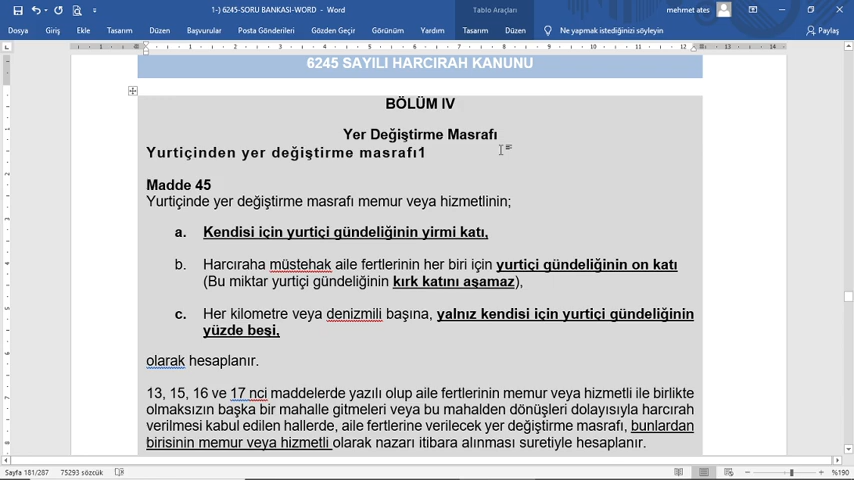 1-) 6245-SORU BANKASI-WORD - Word
Tablo Araçları
mehmet ates
Dosya Giriş Ekle Tasarım Düzen Başvurular Posta Gönderileri Gözden Geçir Görünüm Yardım Tasarım Düzen Ne yapmak istediğinizi söyleyin Paylaş
6245 SAYILI HARCIRAH KANUNU
BÖLÜM IV
Yer Değiştirme Masrafı
Yurtiçinden yer değiştirme masrafı1
Madde 45
Yurtiçinde yer değiştirme masrafı memur veya hizmetlinin;
a. Kendisi için yurtiçi gündeliğinin yirmi katı,
b. Harcıraha müstehak aile fertlerinin her biri için yurtiçi gündeliğinin on katı
(Bu miktar yurtiçi gündeliğinin kırk katını aşamaz),
c. Her kilometre veya denizmili başına, yalnız kendisi için yurtiçi gündeliğinin
yüzde beşi,
olarak hesaplanır.
13, 15, 16 ve 17 nci maddelerde yazılı olup aile fertlerinin memur veya hizmetli ile birlikte
olmaksızın başka bir mahalle gitmeleri veya bu mahalden dönüşleri dolayısıyla harcırah
verilmesi kabul edilen hallerde, aile fertlerine verilecek yer değiştirme masrafı, bunlardan
birisinin memur veya hizmetli olarak nazarı itibara alınması suretiyle hesaplanır.
Sayfa 181/287 75293 sözcük %190